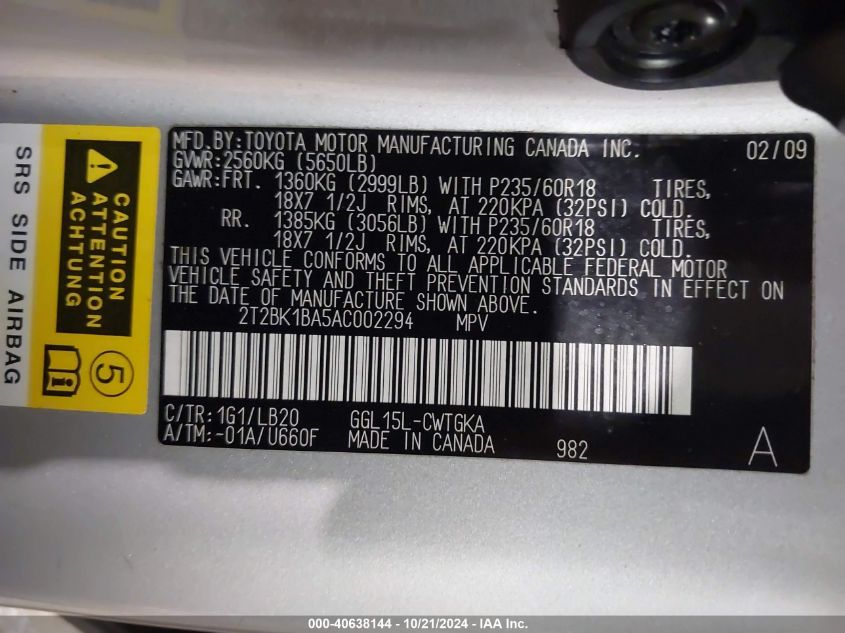 MFD.BY:TOYOTA MOTOR MANUFACTURING CANADA INC. 02/09
GVWR:2560KG (5650LB)
GAWR:FRT. 1360KG (2999LB) WITH P235/60R18 TIRES,
18X7 1/2J RIMS, AT 220KPA (32PSI) COLD.
RR. 1385KG (3056LB) WITH P235/60R18 TIRES,
18X7 1/2J RIMS, AT 220KPA (32PSI) COLD.
THIS VEHICLE CONFORMS TO ALL APPLICABLE FEDERAL MOTOR
VEHICLE SAFETY AND THEFT PREVENTION STANDARDS IN EFFECT ON
THE DATE OF MANUFACTURE SHOWN ABOVE.
2T2BK1BA5AC002294 MPV
C/TR:1G1/LB20 GGL15L-CWTGKA
A/TM:-01A/U660F MADE IN CANADA 982 A
SRS SIDE AIRBAG
CAUTION
ATTENTION
ACHTUNG
i
5
000-40638144 - 10/21/2024 - IAA Inc.